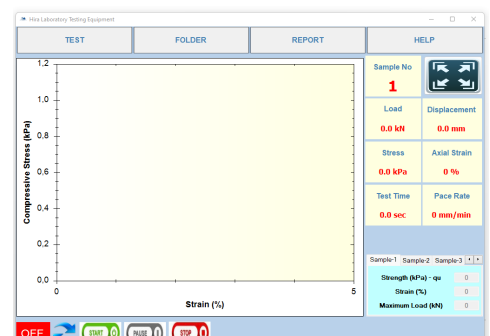 Hira Laboratory Testing Equipment
TEST FOLDER REPORT HELP
Sample No
1
Load Displacement
0.0 kN 0.0 mm
Stress Axial Strain
0.0 kPa 0 %
Test Time Pace Rate
0.0 sec 0 mm/min
1,2
1,0
0,8
0,6
0,4
0,2
0,0
Compressive Stress (kPa)
0 5
Strain (%)
Sample-1 Sample-2 Sample-3
Strength (kPa) - qu 0
Strain (%) 0
Maximum Load (kN) 0
OFF START PAUSE STOP